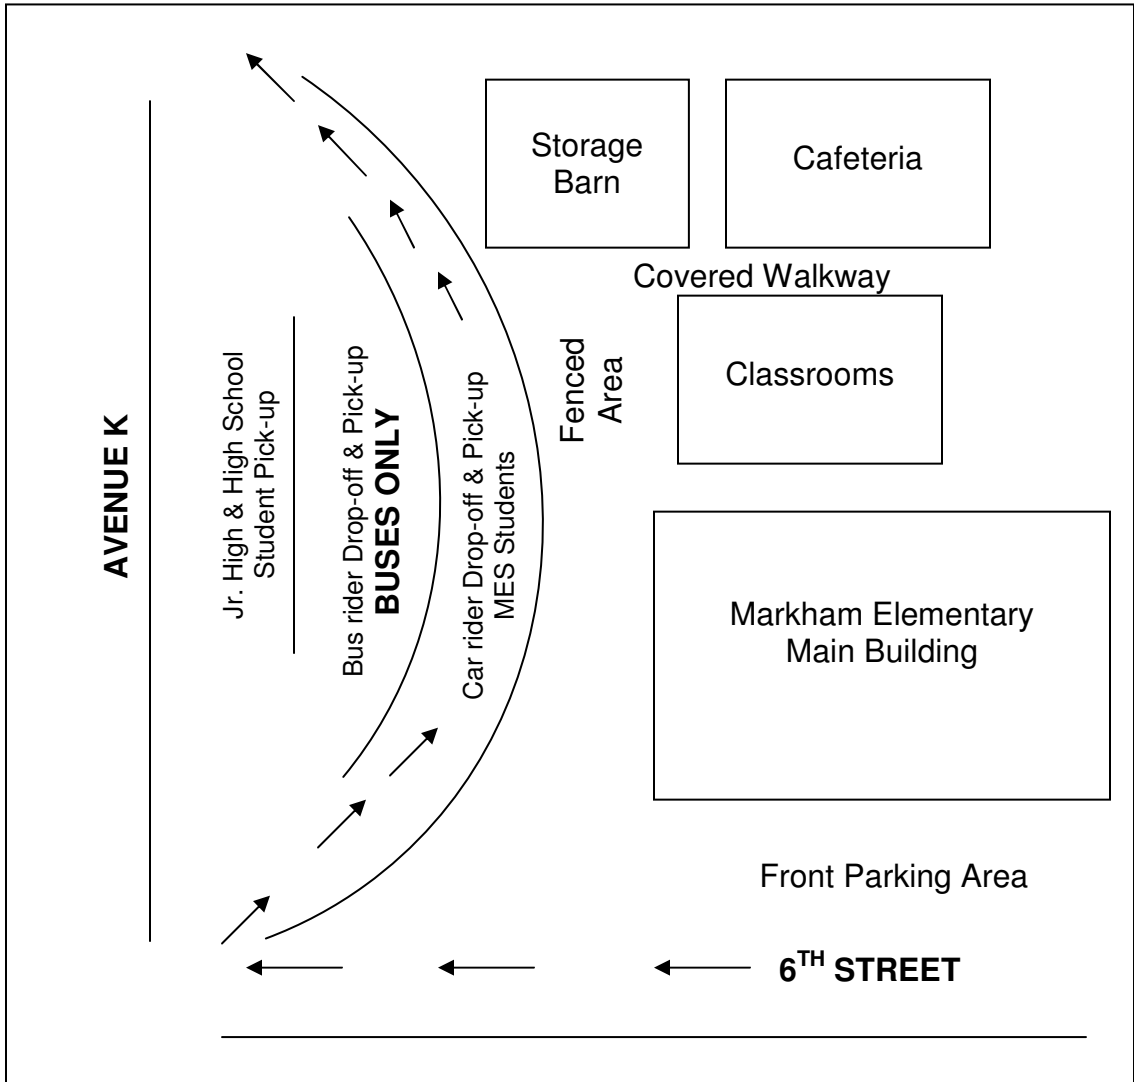 Storage
Barn
Cafeteria
Covered Walkway
Classrooms
Fenced
Area
AVENUE K
Jr. High & High School
Student Pick-up
Bus rider Drop-off & Pick-up
BUSES ONLY
Car rider Drop-off & Pick-up
MES Students
Markham Elementary
Main Building
Front Parking Area
6TH STREET